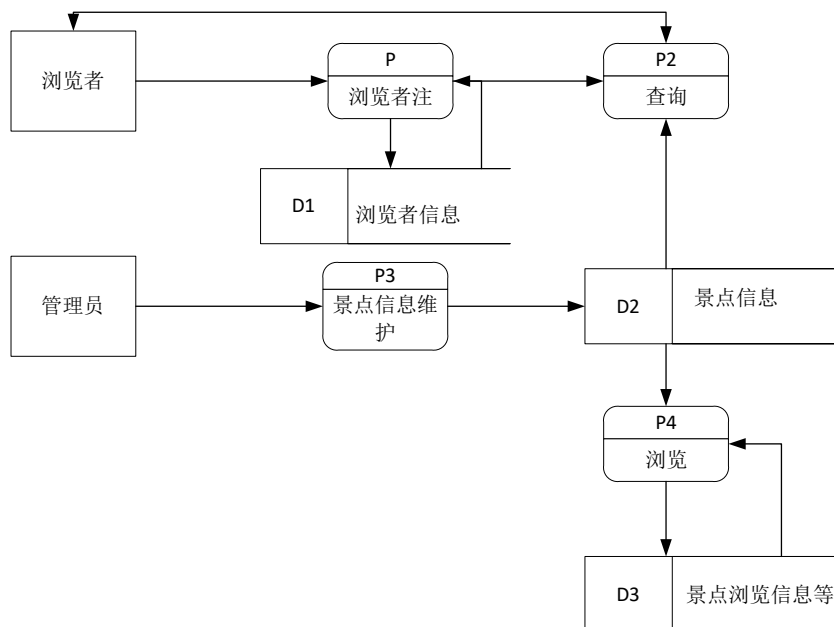 浏览者
P
浏览者注
P2
查询
D1
浏览者信息
管理员
P3
景点信息维
护
D2
景点信息
P4
浏览
D3
景点浏览信息等